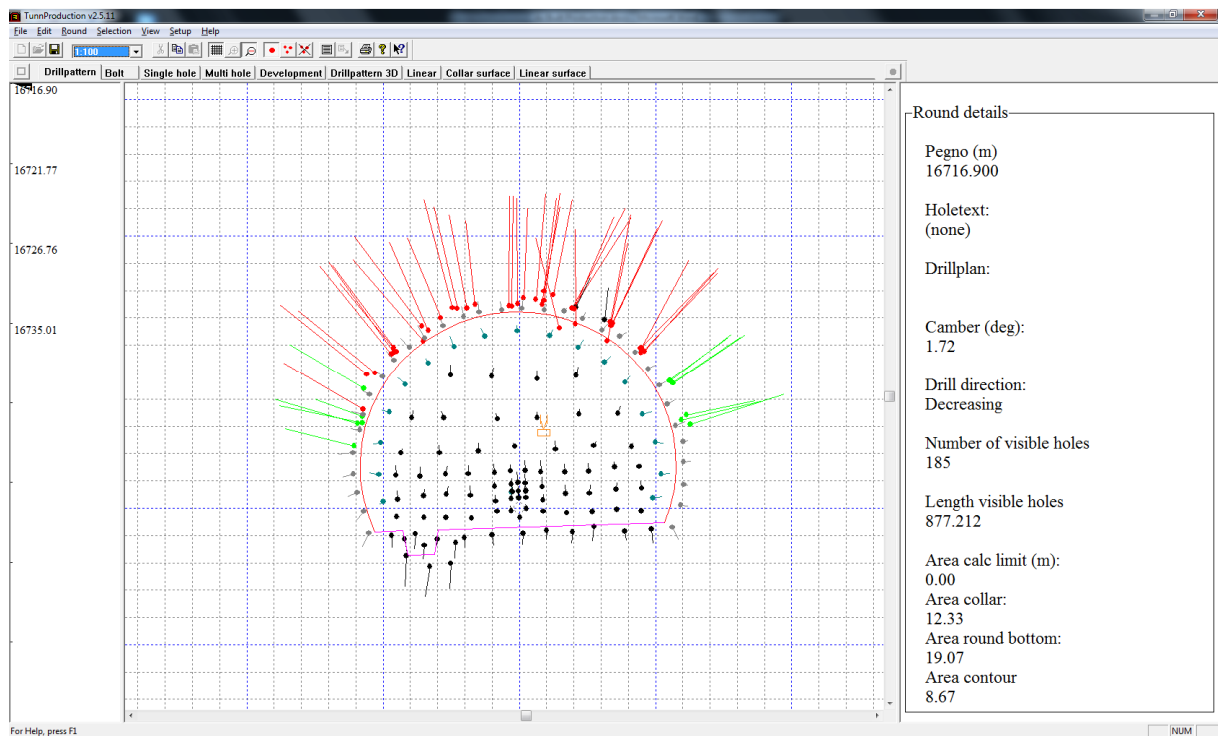 TunnProduction v2.5.11
File Edit Round Selection View Setup Help
1:100
Drillpattern Bolt Single hole Multi hole Development Drillpattern 3D Linear Collar surface Linear surface
16716.90
16721.77
16726.76
16735.01
Round details
Pegno (m)
16716.900
Holetext:
(none)
Drillplan:
Camber (deg):
1.72
Drill direction:
Decreasing
Number of visible holes
185
Length visible holes
877.212
Area calc limit (m):
0.00
Area collar:
12.33
Area round bottom:
19.07
Area contour
8.67
For Help, press F1
NUM